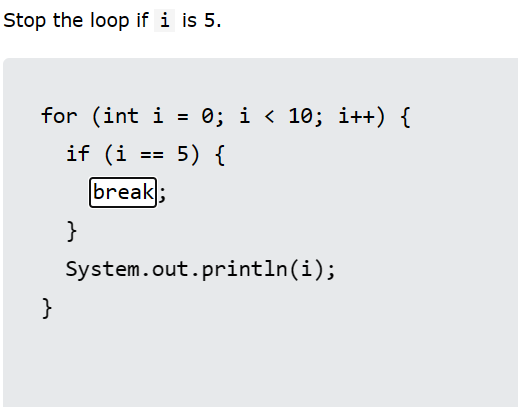 Stop the loop if i is 5.
for (int i = 0; i < 10; i++) {
if (i == 5) {
break;
}
System.out.println(i);
}